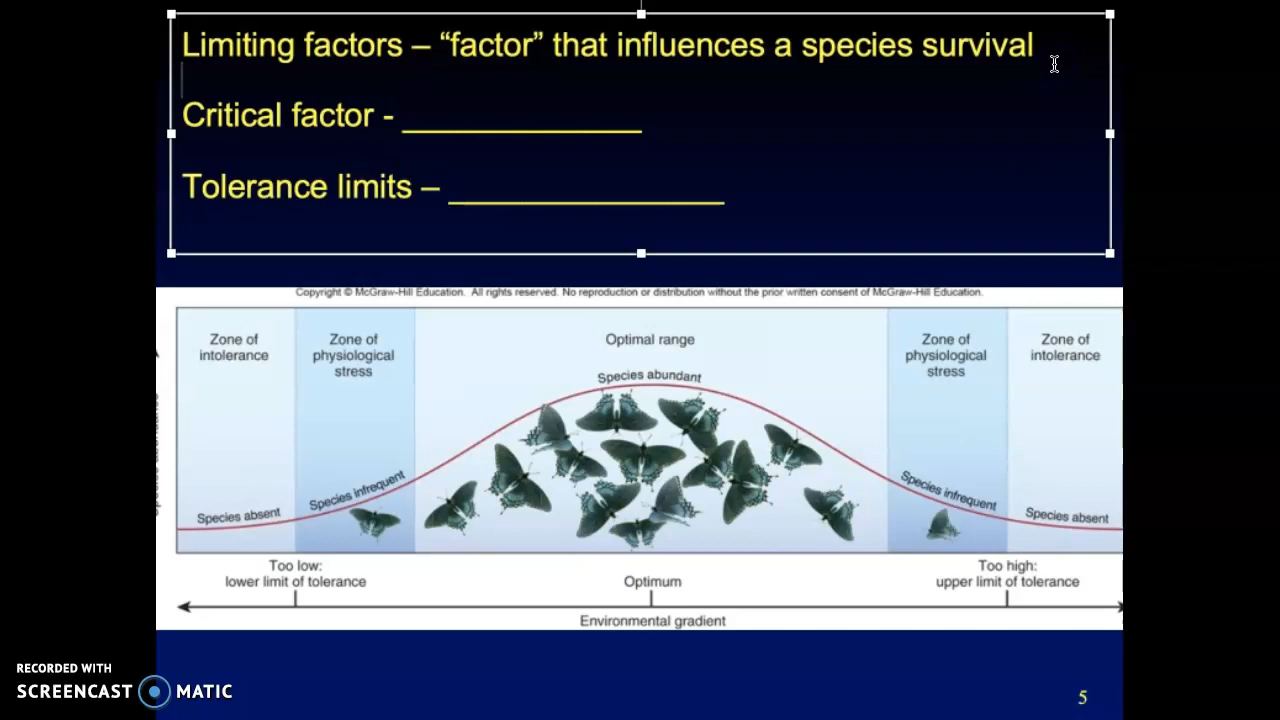 Limiting factors – “factor” that influences a species survival
Critical factor - _____________
Tolerance limits – _______________
Copyright © McGraw-Hill Education. All rights reserved. No reproduction or distribution without the prior written consent of McGraw-Hill Education.
Zone of
intolerance
Zone of
physiological
stress
Optimal range
Zone of
physiological
stress
Zone of
intolerance
Species abundant
Species infrequent
Species infrequent
Species absent
Species absent
Too low:
lower limit of tolerance
Optimum
Too high:
upper limit of tolerance
Environmental gradient
RECORDED WITH
SCREENCAST MATIC
5